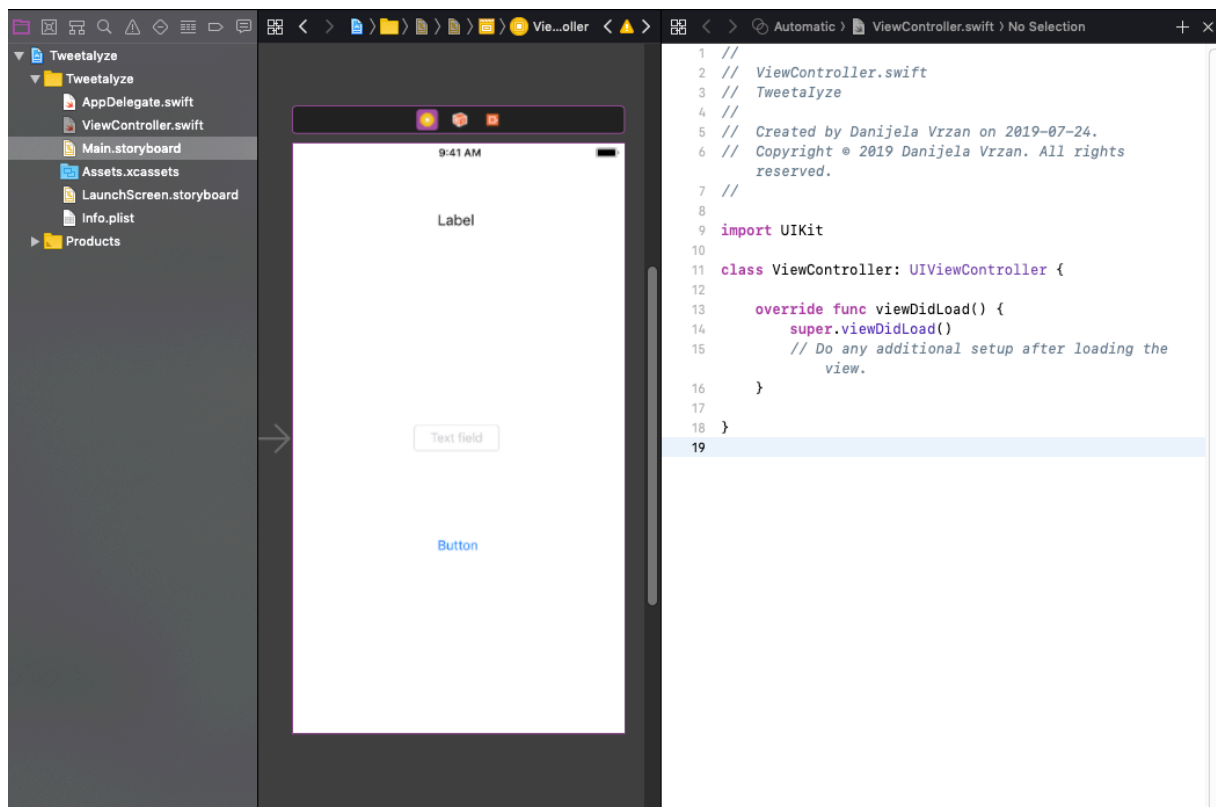 Vie...oller
Automatic
ViewController.swift
No Selection
Tweetalyze
Tweetalyze
AppDelegate.swift
ViewController.swift
Main.storyboard
Assets.xcassets
LaunchScreen.storyboard
Info.plist
Products
9:41 AM
Label
Text field
Button
1 //
2 // ViewController.swift
3 // Tweetalyze
4 //
5 // Created by Danijela Vrzan on 2019-07-24.
6 // Copyright © 2019 Danijela Vrzan. All rights
reserved.
7 //
8
9 import UIKit
10
11 class ViewController: UIViewController {
12
13 override func viewDidLoad() {
14 super.viewDidLoad()
15 // Do any additional setup after loading the
view.
16 }
17
18 }
19